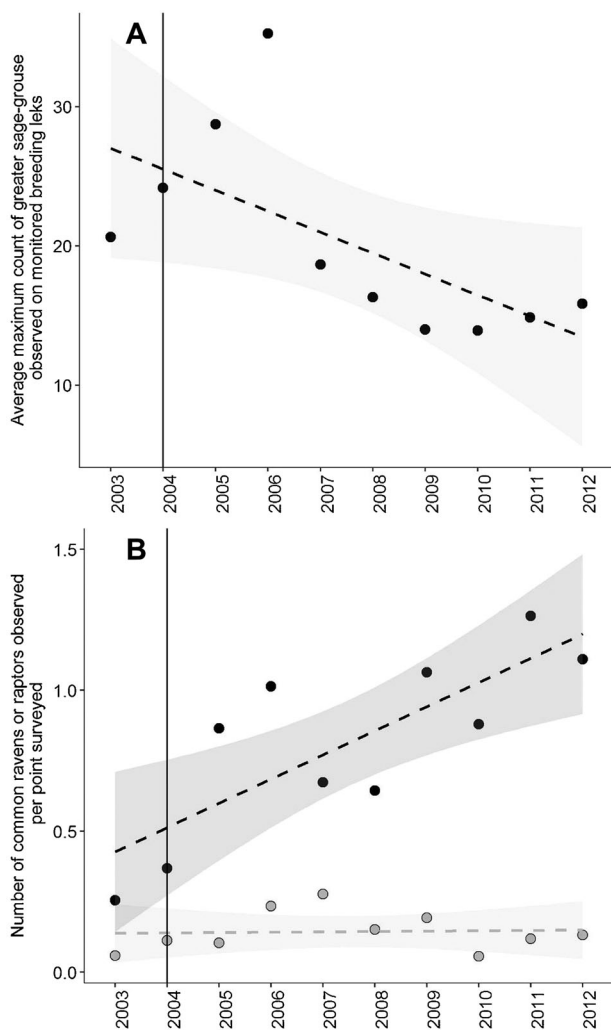 A
Average maximum count of greater sage-grouse
observed on monitored breeding leks
30
20
10
2003 2004 2005 2006 2007 2008 2009 2010 2011 2012
B
Number of common ravens or raptors observed
per point surveyed
1.5
1.0
0.5
0.0
2003 2004 2005 2006 2007 2008 2009 2010 2011 2012